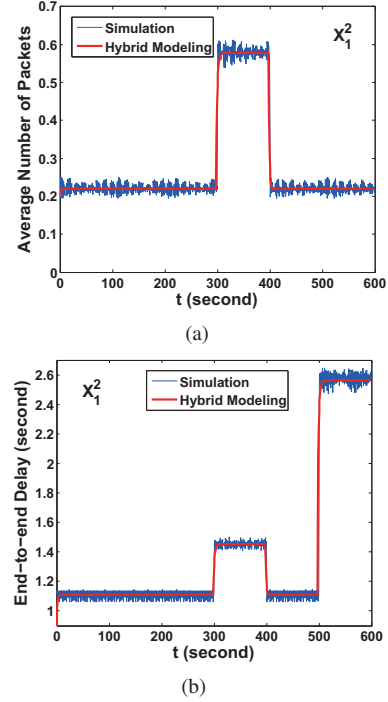 0.7
0.6
0.5
0.4
0.3
0.2
0.1
0
Average Number of Packets
Simulation
Hybrid Modeling
X₁²
0 100 200 300 400 500 600
t (second)
(a)
2.6
2.4
2.2
2
1.8
1.6
1.4
1.2
1
End−to−end Delay (second)
X₁²
Simulation
Hybrid Modeling
0 100 200 300 400 500 600
t (second)
(b)